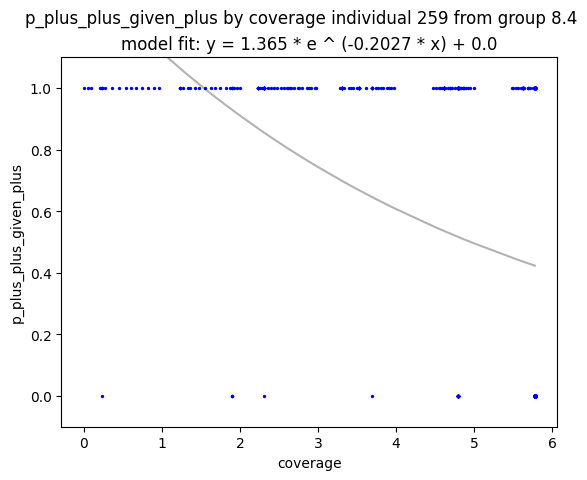 p_plus_plus_given_plus by coverage individual 259 from group 8.4
model fit: y = 1.365 * e ^ (-0.2027 * x) + 0.0
p_plus_plus_given_plus
1.0
0.8
0.6
0.4
0.2
0.0
0 1 2 3 4 5 6
coverage